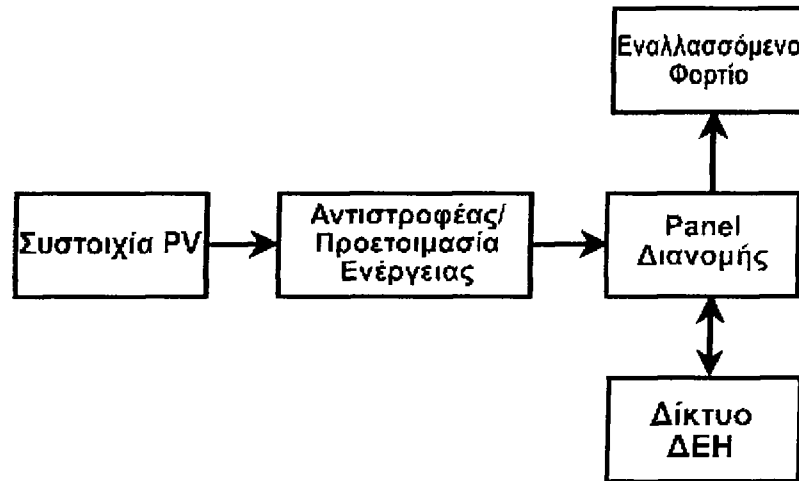 Εναλλασσόμενο
Φορτίο
Συστοιχία PV
Αντιστροφέας/
Προετοιμασία
Ενέργειας
Panel
Διανομής
Δίκτυο
ΔΕΗ